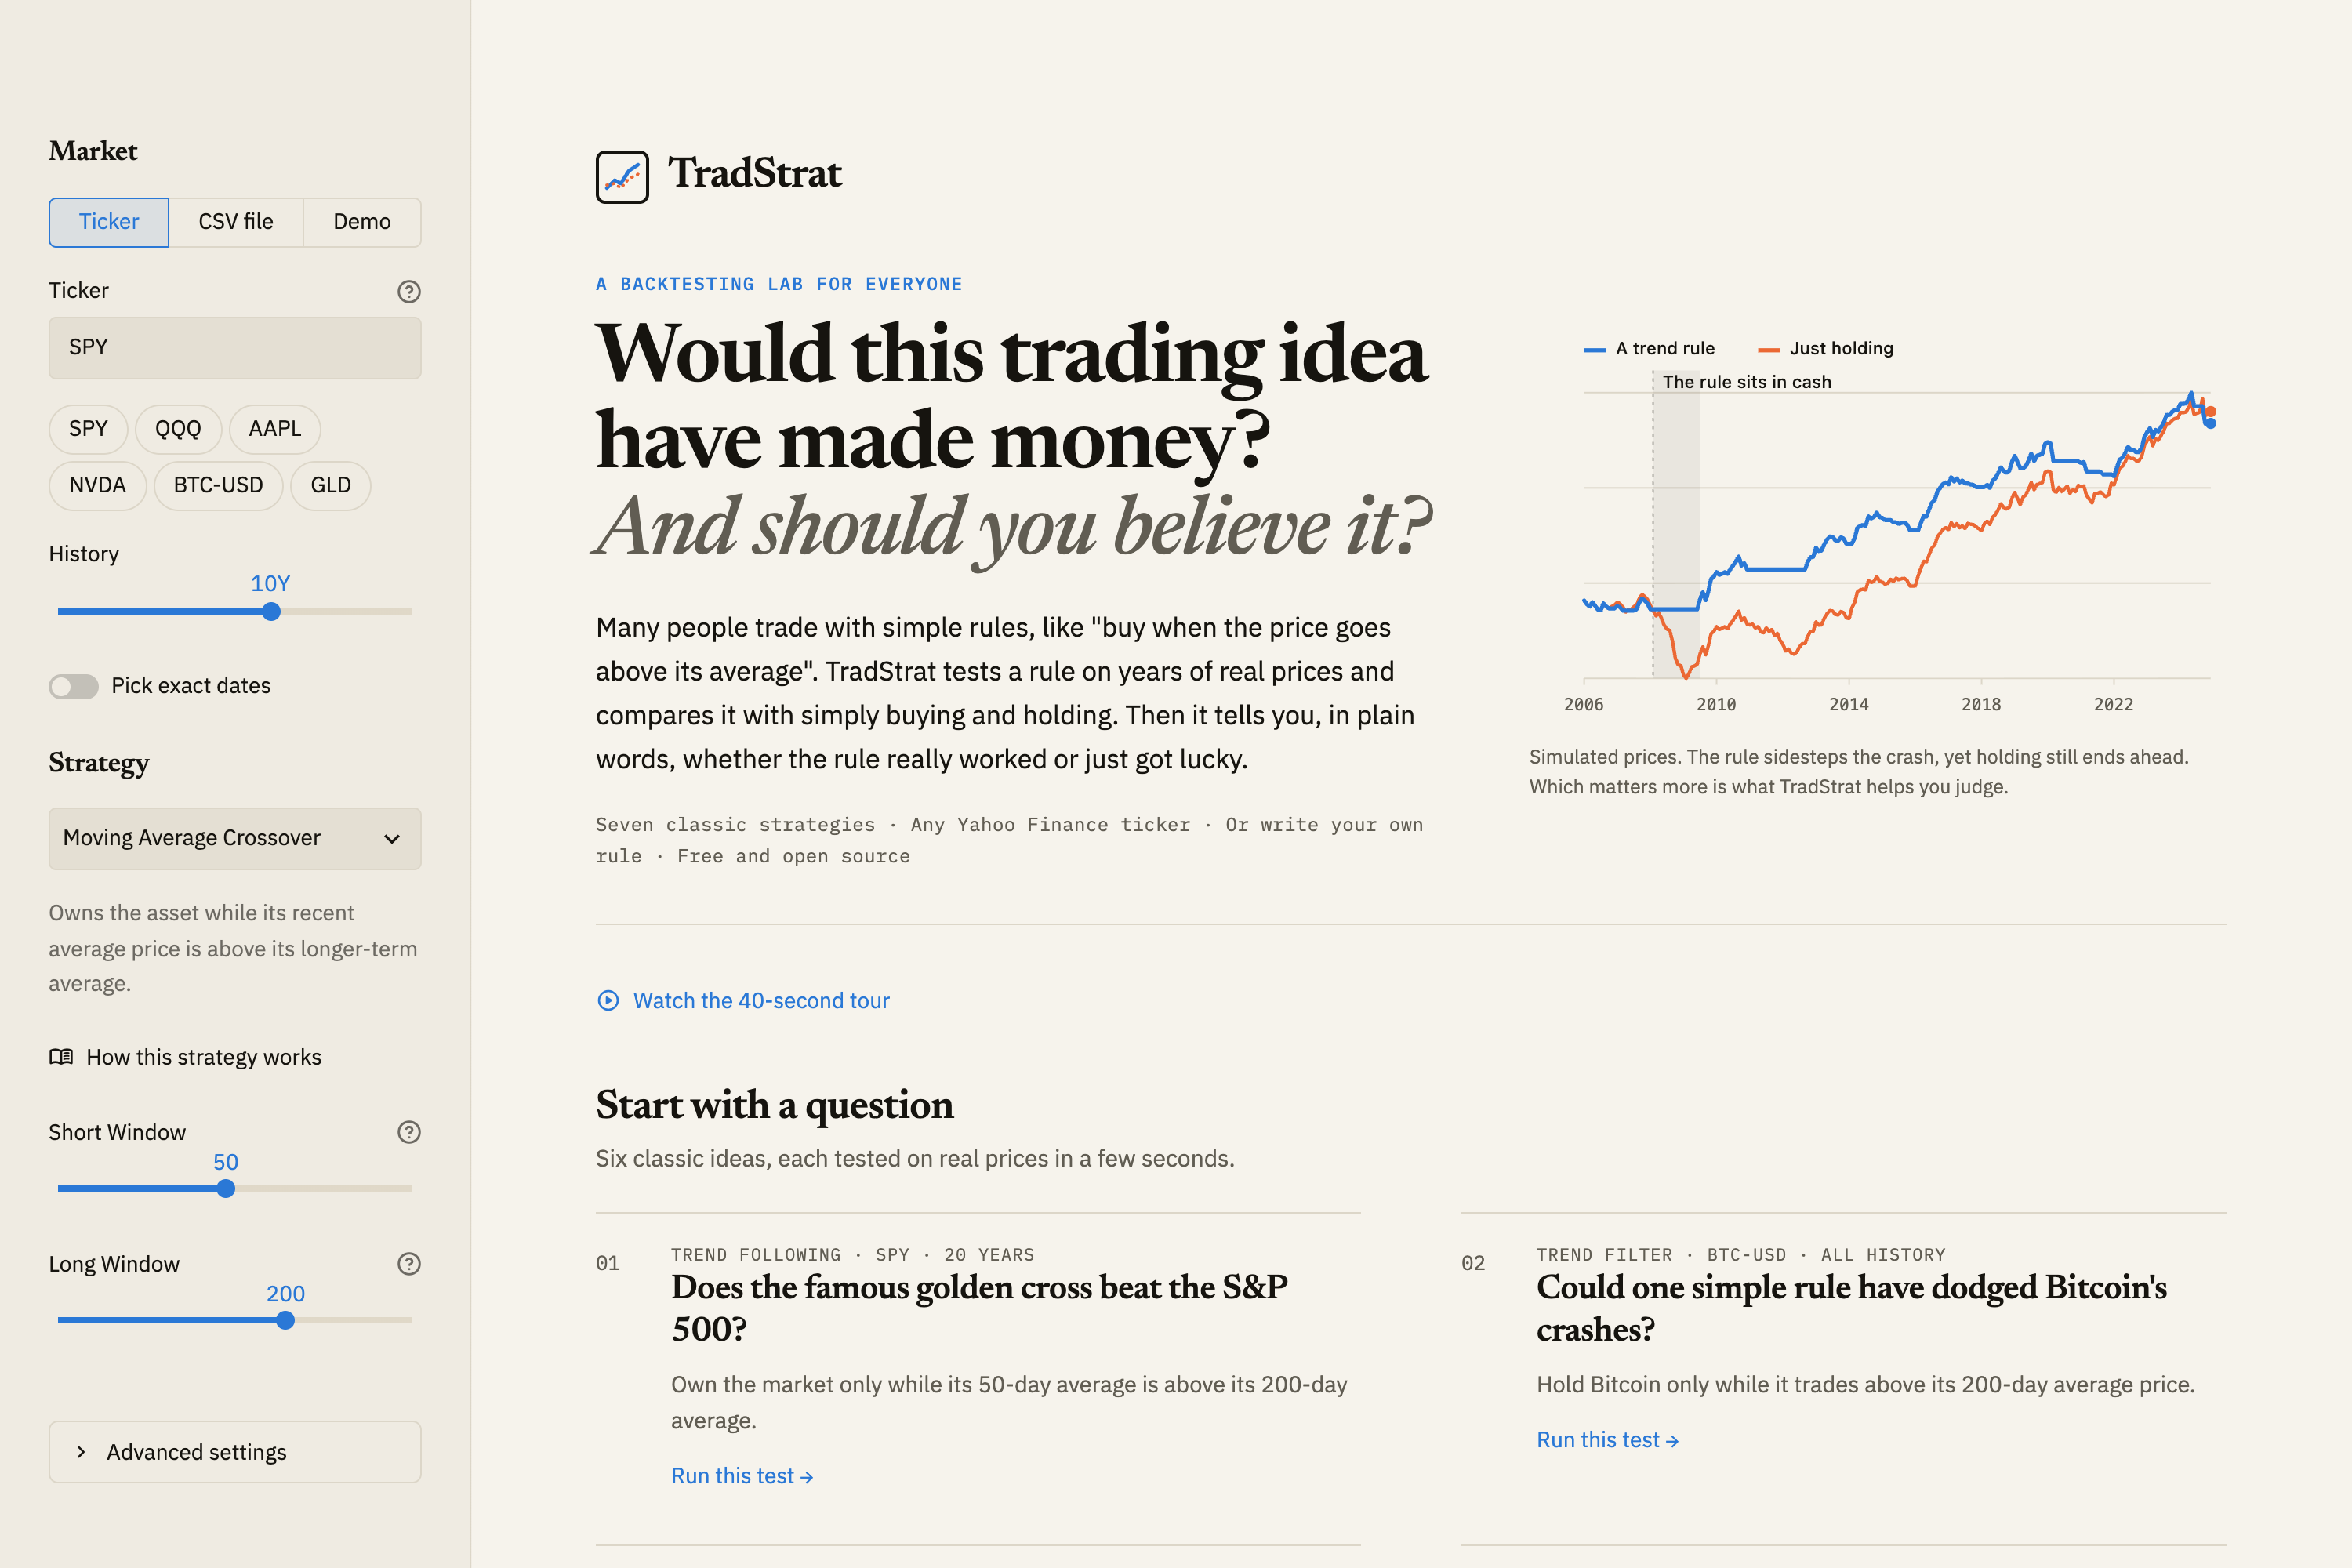 Market
Ticker
CSV file
Demo
Ticker
SPY
SPY
QQQ
AAPL
NVDA
BTC-USD
GLD
History
10Y
Pick exact dates
Strategy
Moving Average Crossover
Owns the asset while its recent
average price is above its longer-term
average.
How this strategy works
Short Window
50
Long Window
200
Advanced settings
TradStrat
A BACKTESTING LAB FOR EVERYONE
Would this trading idea
have made money?
And should you believe it?
Many people trade with simple rules, like "buy when the price goes
above its average". TradStrat tests a rule on years of real prices and
compares it with simply buying and holding. Then it tells you, in plain
words, whether the rule really worked or just got lucky.
Seven classic strategies · Any Yahoo Finance ticker · Or write your own
rule · Free and open source
A trend rule
Just holding
The rule sits in cash
2006 2010 2014 2018 2022
Simulated prices. The rule sidesteps the crash, yet holding still ends ahead.
Which matters more is what TradStrat helps you judge.
Watch the 40-second tour
Start with a question
Six classic ideas, each tested on real prices in a few seconds.
01
TREND FOLLOWING · SPY · 20 YEARS
Does the famous golden cross beat the S&P
500?
Own the market only while its 50-day average is above its 200-day
average.
Run this test →
02
TREND FILTER · BTC-USD · ALL HISTORY
Could one simple rule have dodged Bitcoin's
crashes?
Hold Bitcoin only while it trades above its 200-day average price.
Run this test →